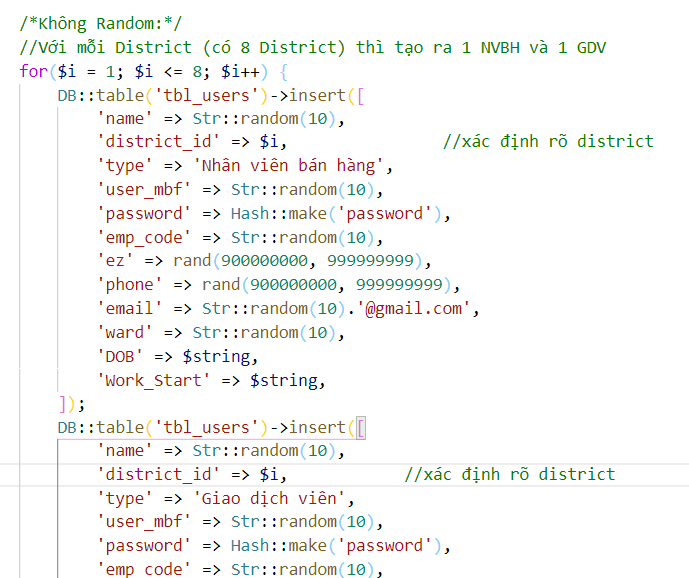 /*Không Random:*/
//Với mỗi District (có 8 District) thì tạo ra 1 NVBH và 1 GDV
for($i = 1; $i <= 8; $i++) {
DB::table('tbl_users')->insert([
'name' => Str::random(10),
'district_id' => $i, //xác định rõ district
'type' => 'Nhân viên bán hàng',
'user_mbf' => Str::random(10),
'password' => Hash::make('password'),
'emp_code' => Str::random(10),
'ez' => rand(900000000, 999999999),
'phone' => rand(900000000, 999999999),
'email' => Str::random(10).'@gmail.com',
'ward' => Str::random(10),
'DOB' => $string,
'Work_Start' => $string,
]);
DB::table('tbl_users')->insert([
'name' => Str::random(10),
'district_id' => $i, //xác định rõ district
'type' => 'Giao dịch viên',
'user_mbf' => Str::random(10),
'password' => Hash::make('password'),
'emp_code' => Str::random(10),